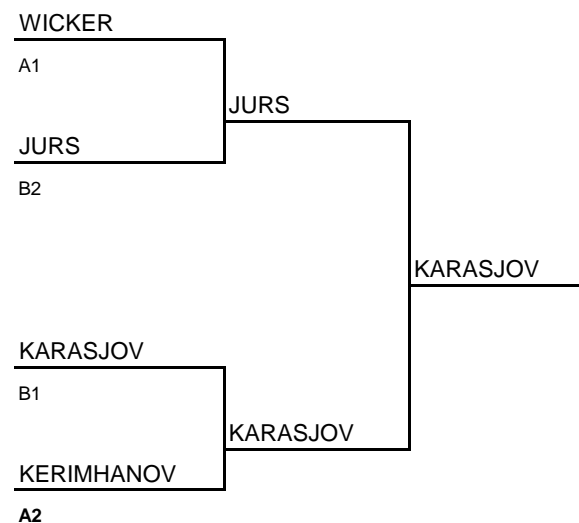 WICKER
A1
JURS
JURS
B2
KARASJOV
KARASJOV
B1
KARASJOV
KERIMHANOV
A2